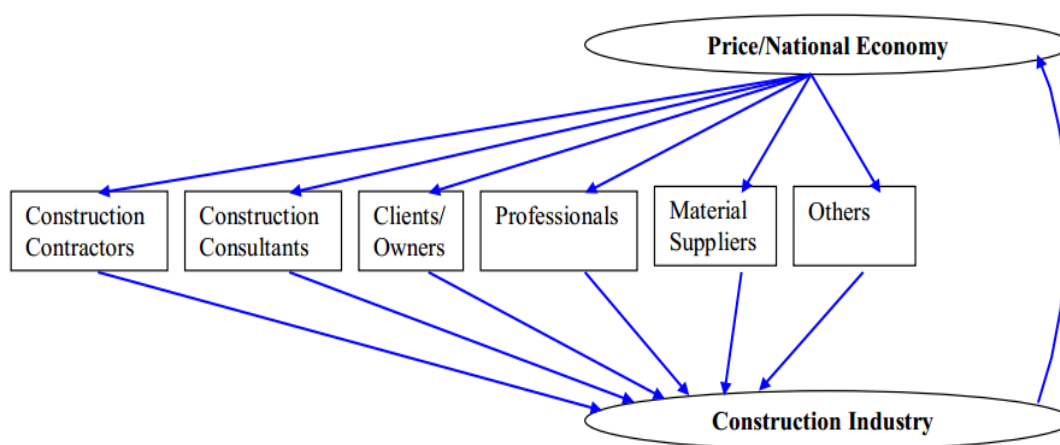 Price/National Economy
Construction
Contractors
Construction
Consultants
Clients/
Owners
Professionals
Material
Suppliers
Others
Construction Industry